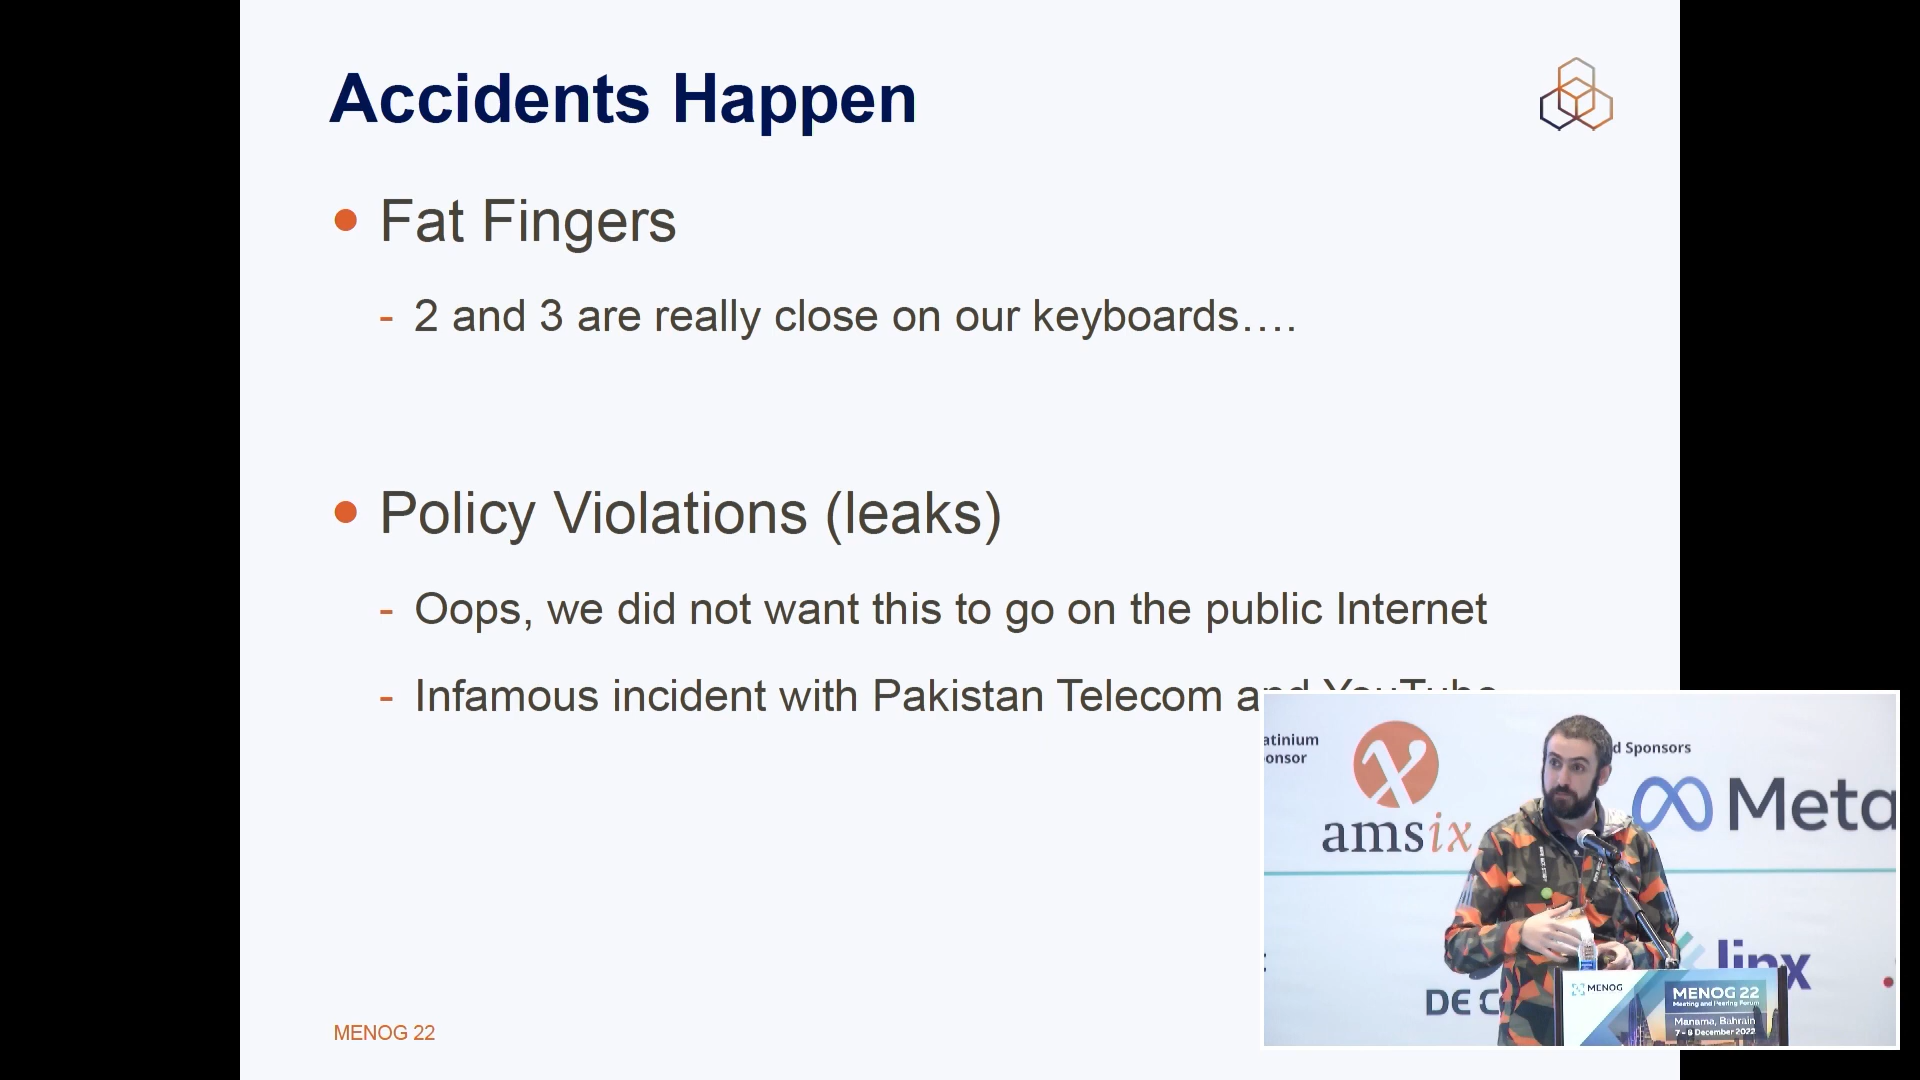 Accidents Happen
• Fat Fingers
- 2 and 3 are really close on our keyboards….
• Policy Violations (leaks)
- Oops, we did not want this to go on the public Internet
- Infamous incident with Pakistan Telecom and YouTube
atinium
onsor
d Sponsors
amsix
Meta
linx
DE C
MENOG
MENOG 22
Meeting and Peering Forum
Manama, Bahrain
7 - 8 December 2022
MENOG 22